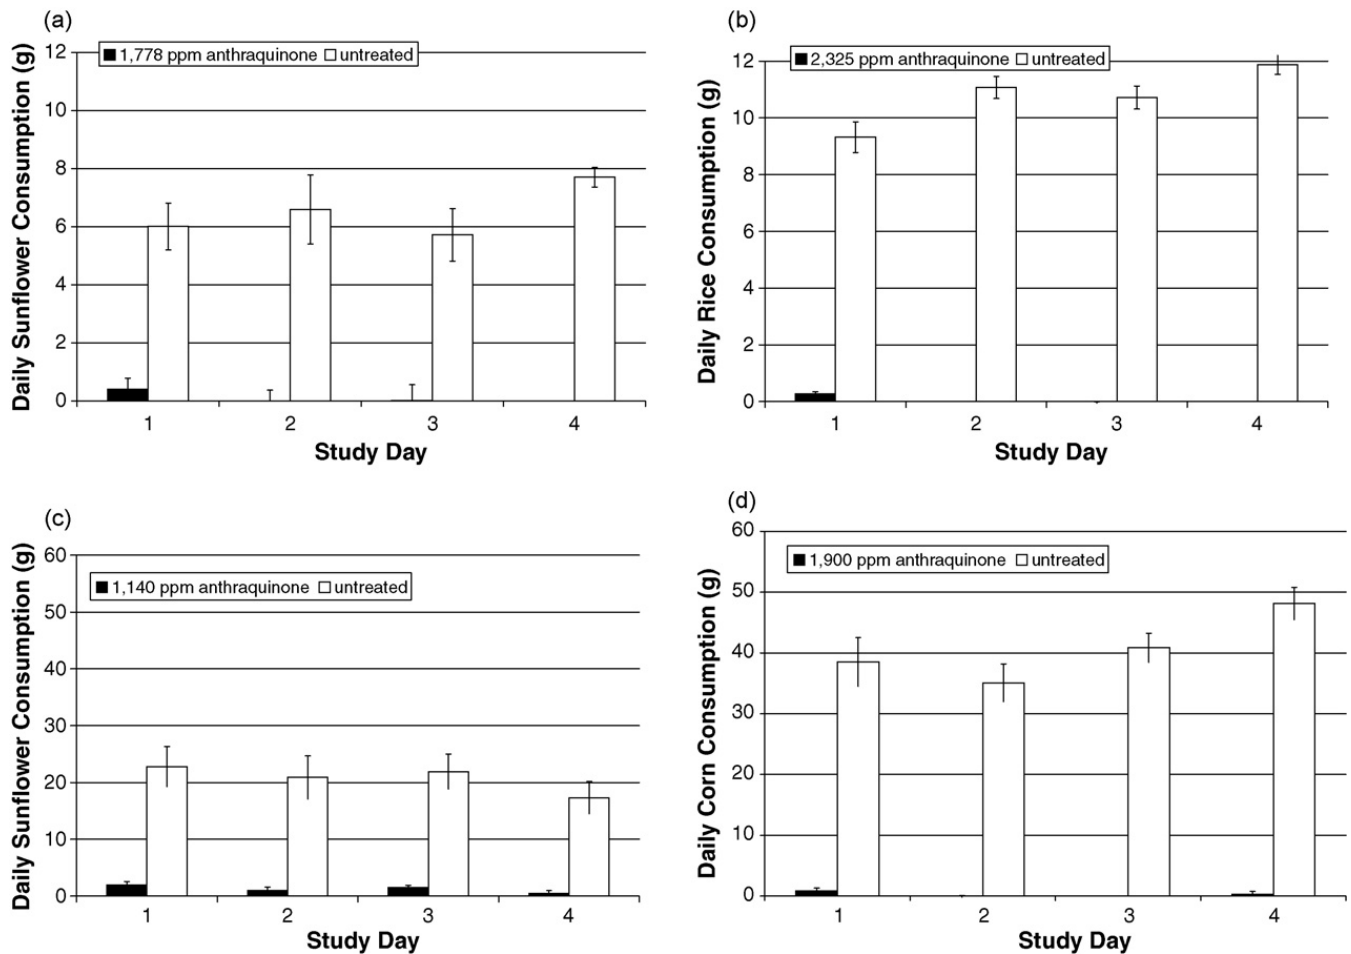 (a)
1,778 ppm anthraquinone untreated
Daily Sunflower Consumption (g)
12
10
8
6
4
2
0
1 2 3 4
Study Day
(b)
2,325 ppm anthraquinone untreated
Daily Rice Consumption (g)
12
10
8
6
4
2
0
1 2 3 4
Study Day
(c)
1,140 ppm anthraquinone untreated
Daily Sunflower Consumption (g)
60
50
40
30
20
10
0
1 2 3 4
Study Day
(d)
1,900 ppm anthraquinone untreated
Daily Corn Consumption (g)
60
50
40
30
20
10
0
1 2 3 4
Study Day